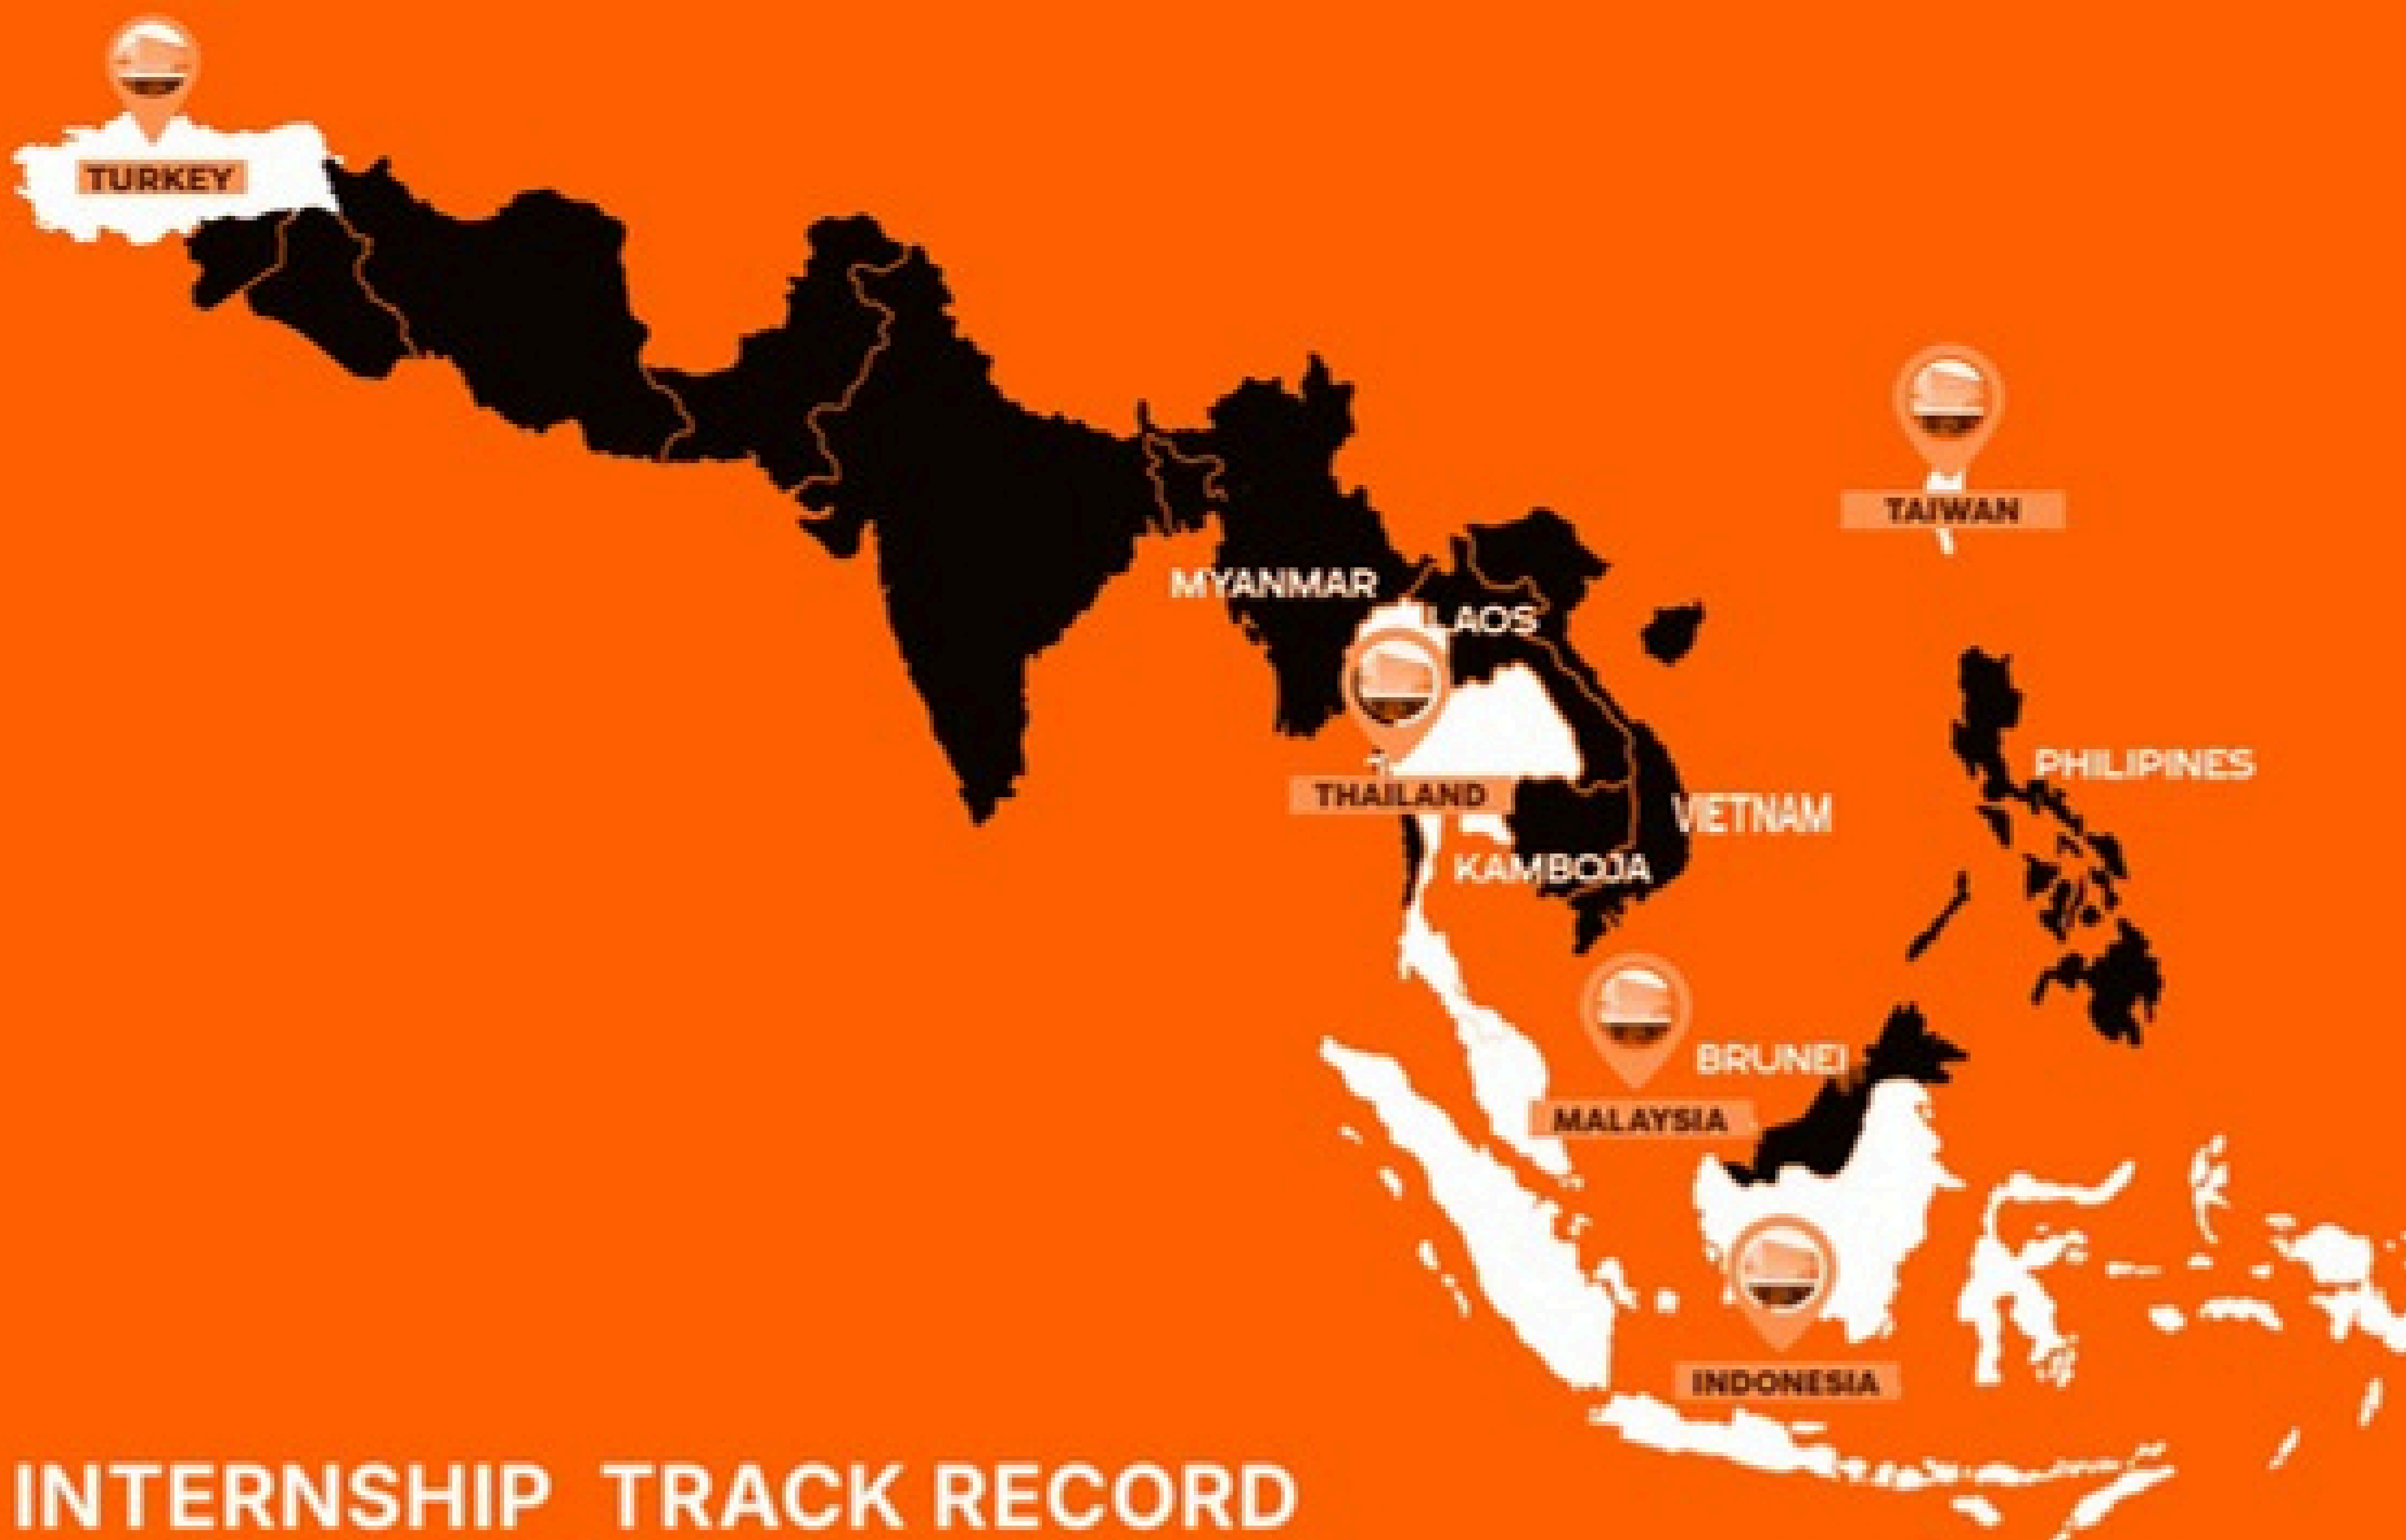 TURKEY
TAIWAN
MYANMAR
LAOS
PHILIPINES
THAILAND
VIETNAM
KAMBOJA
BRUNEI
MALAYSIA
INDONESIA
INTERNSHIP TRACK RECORD